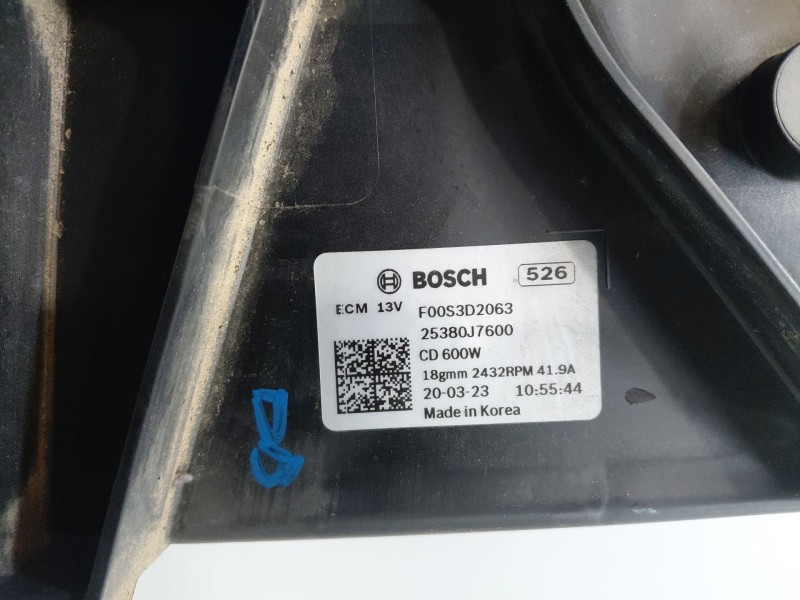 BOSCH 526
ECM 13V F00S3D2063
25380J7600
CD 600W
18gmm 2432RPM 41.9A
20-03-23 10:55:44
Made in Korea
8